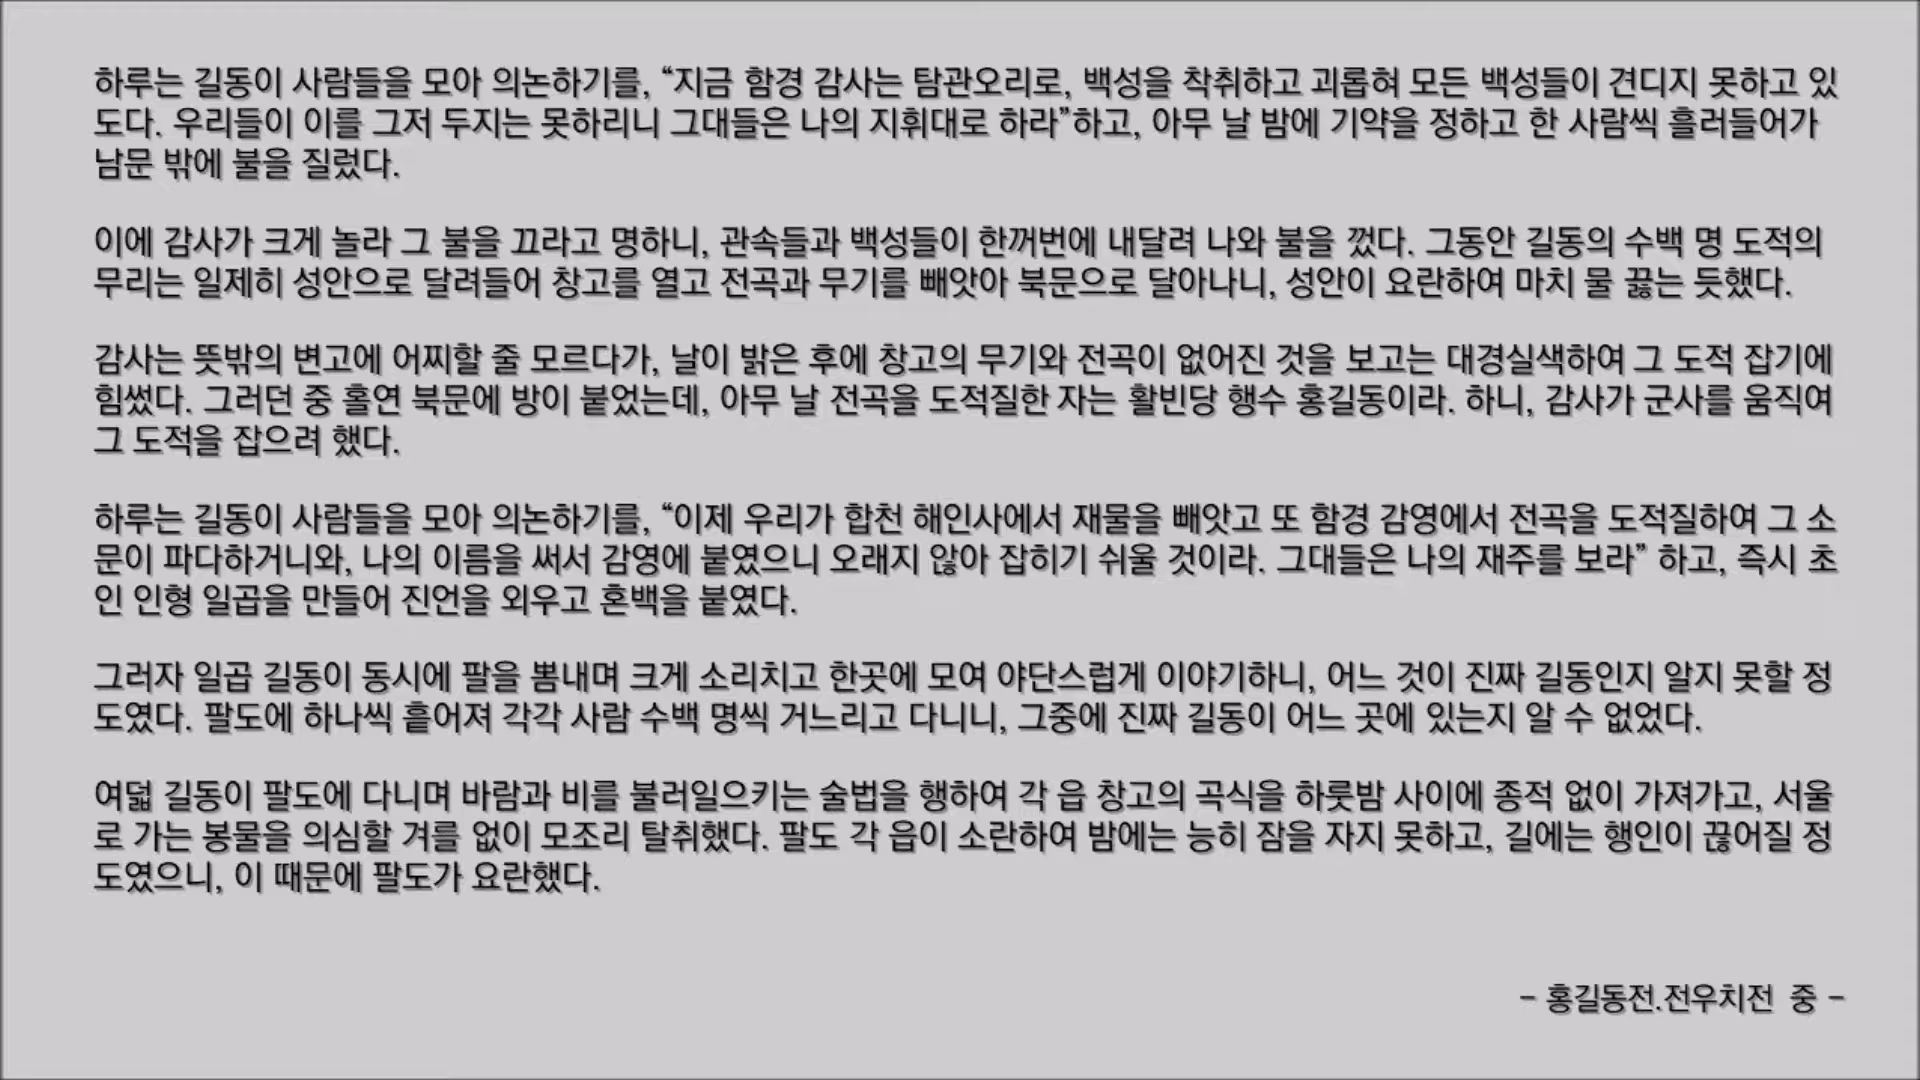 하루는 길동이 사람들을 모아 의논하기를, “지금 함경 감사는 탐관오리로, 백성을 착취하고 괴롭혀 모든 백성들이 견디지 못하고 있
도다. 우리들이 이를 그저 두지는 못하리니 그대들은 나의 지휘대로 하라”하고, 아무 날 밤에 기약을 정하고 한 사람씩 흘러들어가
남문 밖에 불을 질렀다.
이에 감사가 크게 놀라 그 불을 끄라고 명하니, 관속들과 백성들이 한꺼번에 내달려 나와 불을 껐다. 그동안 길동의 수백 명 도적의
무리는 일제히 성안으로 달려들어 창고를 열고 전곡과 무기를 빼앗아 북문으로 달아나니, 성안이 요란하여 마치 물 끓는 듯했다.
감사는 뜻밖의 변고에 어찌할 줄 모르다가, 날이 밝은 후에 창고의 무기와 전곡이 없어진 것을 보고는 대경실색하여 그 도적 잡기에
힘썼다. 그러던 중 홀연 북문에 방이 붙었는데, 아무 날 전곡을 도적질한 자는 활빈당 행수 홍길동이라. 하니, 감사가 군사를 움직여
그 도적을 잡으려 했다.
하루는 길동이 사람들을 모아 의논하기를, “이제 우리가 합천 해인사에서 재물을 빼앗고 또 함경 감영에서 전곡을 도적질하여 그 소
문이 파다하거니와, 나의 이름을 써서 감영에 붙였으니 오래지 않아 잡히기 쉬울 것이라. 그대들은 나의 재주를 보라” 하고, 즉시 초
인 인형 일곱을 만들어 진언을 외우고 혼백을 붙였다.
그러자 일곱 길동이 동시에 팔을 뽐내며 크게 소리치고 한곳에 모여 야단스럽게 이야기하니, 어느 것이 진짜 길동인지 알지 못할 정
도였다. 팔도에 하나씩 흩어져 각각 사람 수백 명씩 거느리고 다니니, 그중에 진짜 길동이 어느 곳에 있는지 알 수 없었다.
여덟 길동이 팔도에 다니며 바람과 비를 불러일으키는 술법을 행하여 각 읍 창고의 곡식을 하룻밤 사이에 종적 없이 가져가고, 서울
로 가는 봉물을 의심할 겨를 없이 모조리 탈취했다. 팔도 각 읍이 소란하여 밤에는 능히 잠을 자지 못하고, 길에는 행인이 끊어질 정
도였으니, 이 때문에 팔도가 요란했다.
- 홍길동전.전우치전 중 -